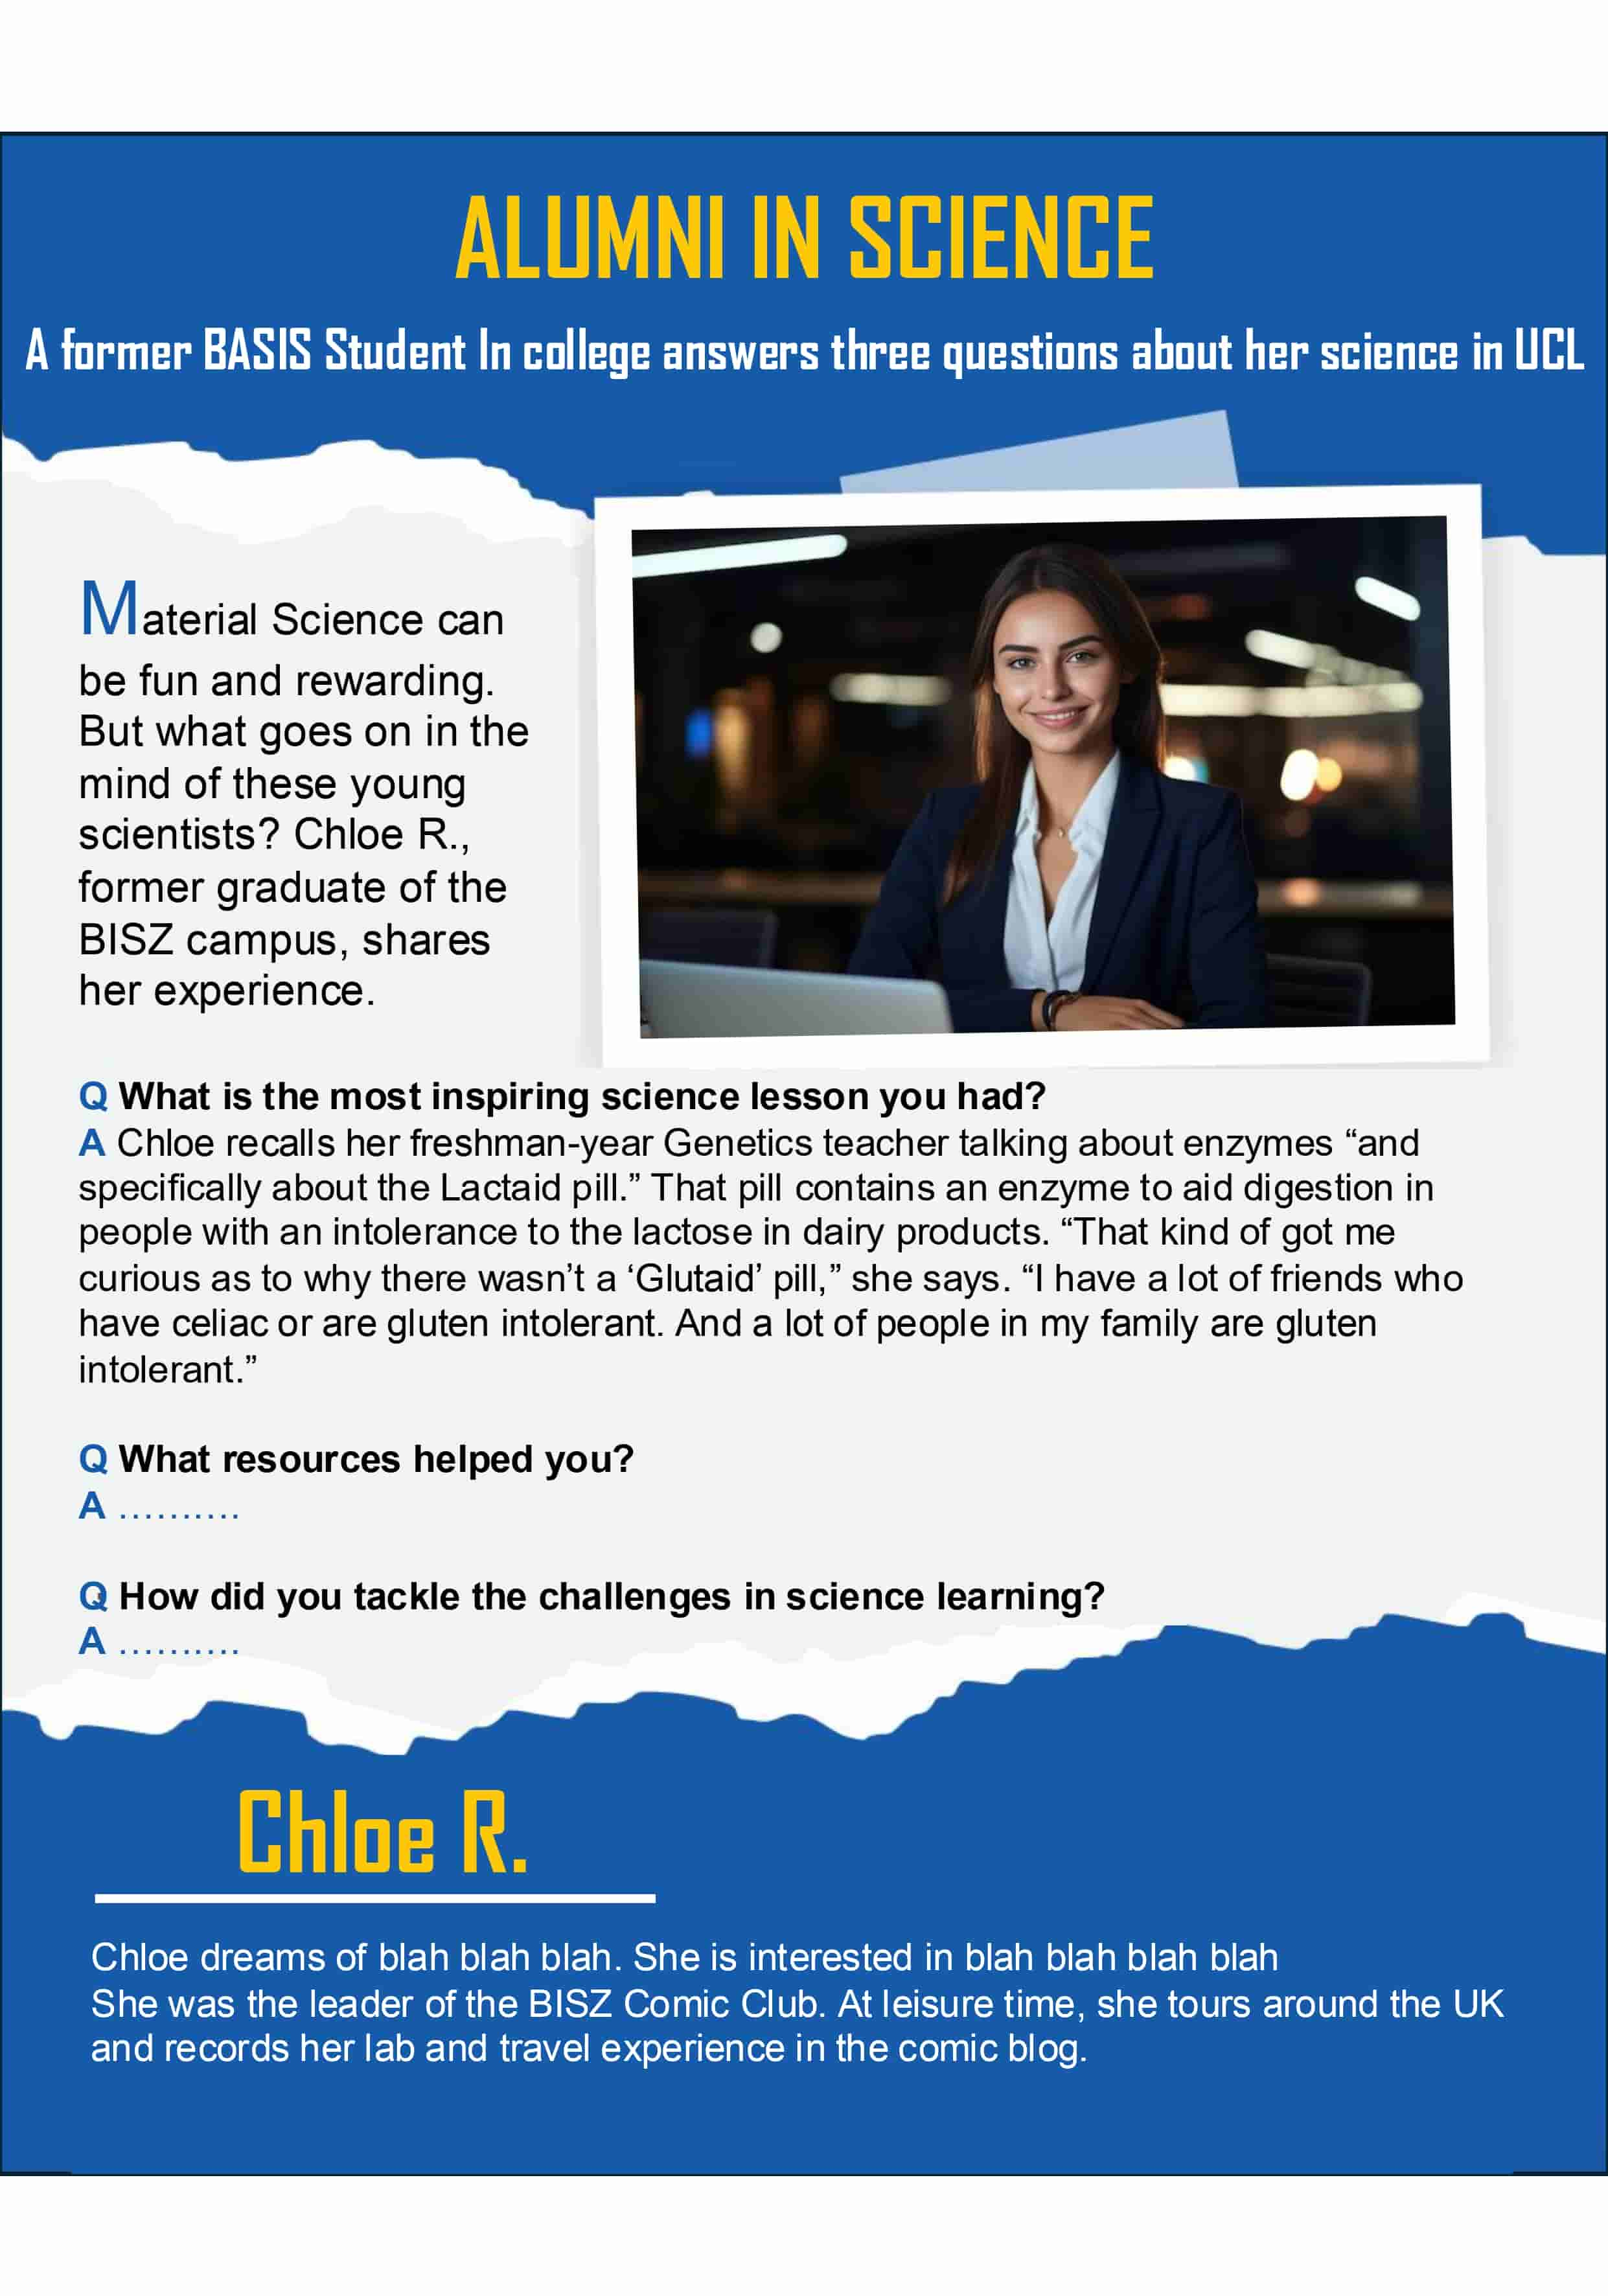 ALUMNI IN SCIENCE
A former BASIS Student In college answers three questions about her science in UCL
Material Science can
be fun and rewarding.
But what goes on in the
mind of these young
scientists? Chloe R.,
former graduate of the
BISZ campus, shares
her experience.
Q What is the most inspiring science lesson you had?
A Chloe recalls her freshman-year Genetics teacher talking about enzymes “and
specifically about the Lactaid pill.” That pill contains an enzyme to aid digestion in
people with an intolerance to the lactose in dairy products. “That kind of got me
curious as to why there wasn’t a ‘Glutaid’ pill,” she says. “I have a lot of friends who
have celiac or are gluten intolerant. And a lot of people in my family are gluten
intolerant.”
Q What resources helped you?
A ..........
Q How did you tackle the challenges in science learning?
A ..........
Chloe R.
Chloe dreams of blah blah blah. She is interested in blah blah blah blah
She was the leader of the BISZ Comic Club. At leisure time, she tours around the UK
and records her lab and travel experience in the comic blog.